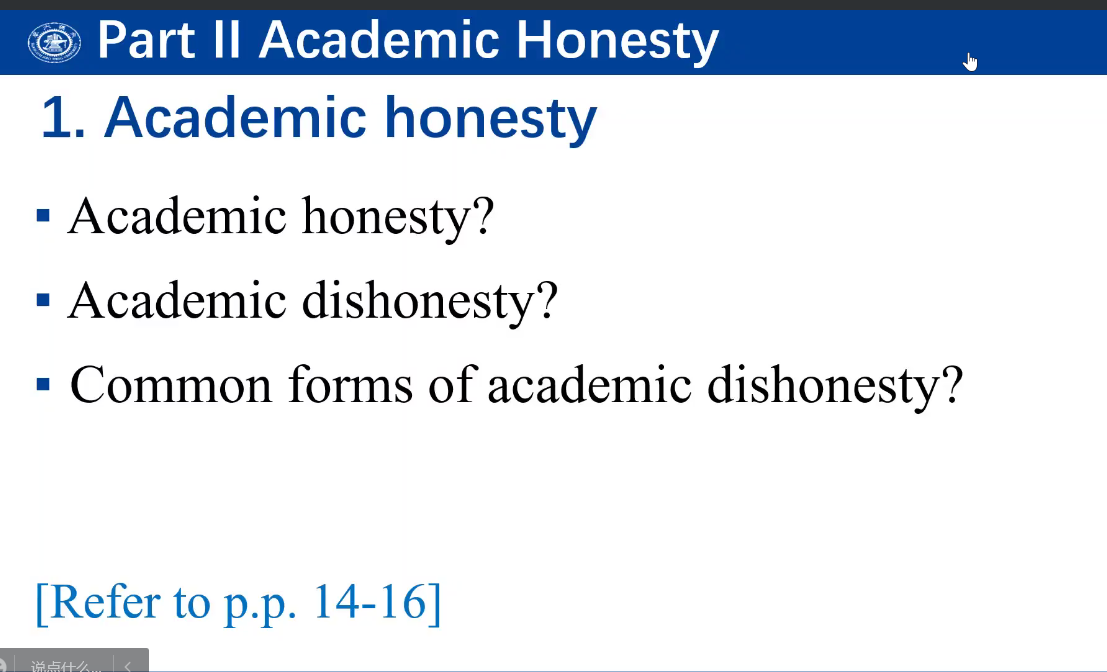 Part II Academic Honesty
1. Academic honesty
▪ Academic honesty?
▪ Academic dishonesty?
▪ Common forms of academic dishonesty?
[Refer to p.p. 14-16]
说点什么...